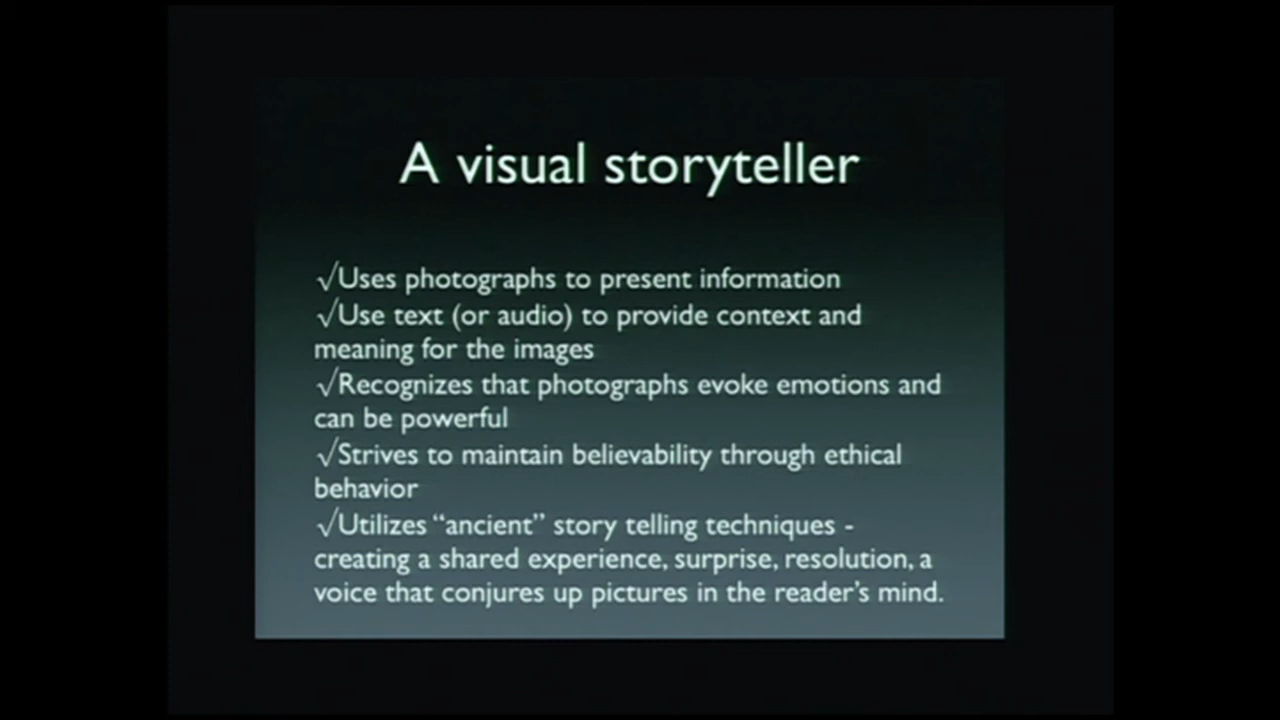 A visual storyteller
√Uses photographs to present information
√Use text (or audio) to provide context and
meaning for the images
√Recognizes that photographs evoke emotions and
can be powerful
√Strives to maintain believability through ethical
behavior
√Utilizes “ancient” story telling techniques -
creating a shared experience, surprise, resolution, a
voice that conjures up pictures in the reader’s mind.